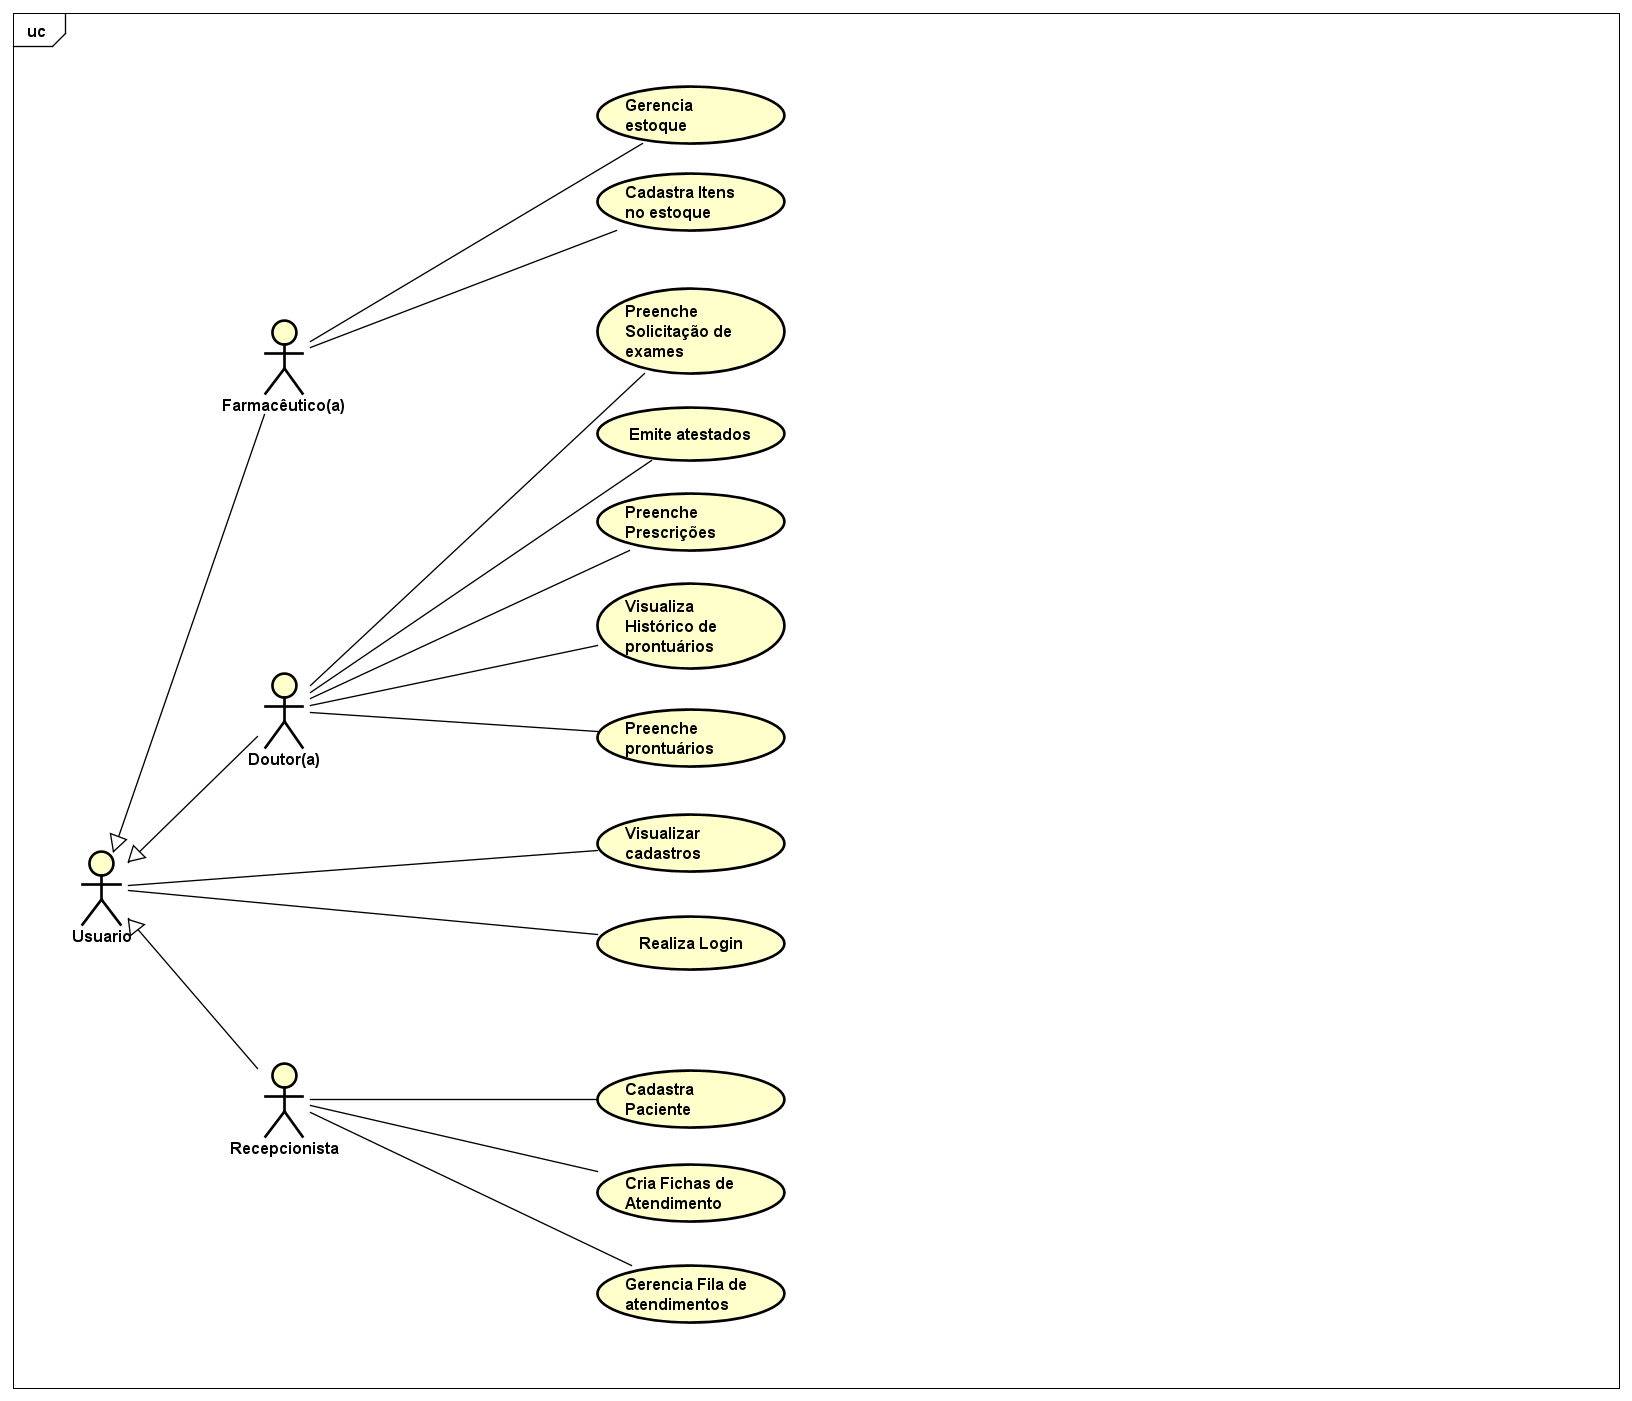 uc
Gerencia
estoque
Cadastra Itens
no estoque
Preenche
Solicitação de
exames
Farmacêutico(a)
Emite atestados
Preenche
Prescrições
Visualiza
Histórico de
prontuários
Preenche
prontuários
Doutor(a)
Visualizar
cadastros
Usuario
Realiza Login
Cadastra
Paciente
Recepcionista
Cria Fichas de
Atendimento
Gerencia Fila de
atendimentos